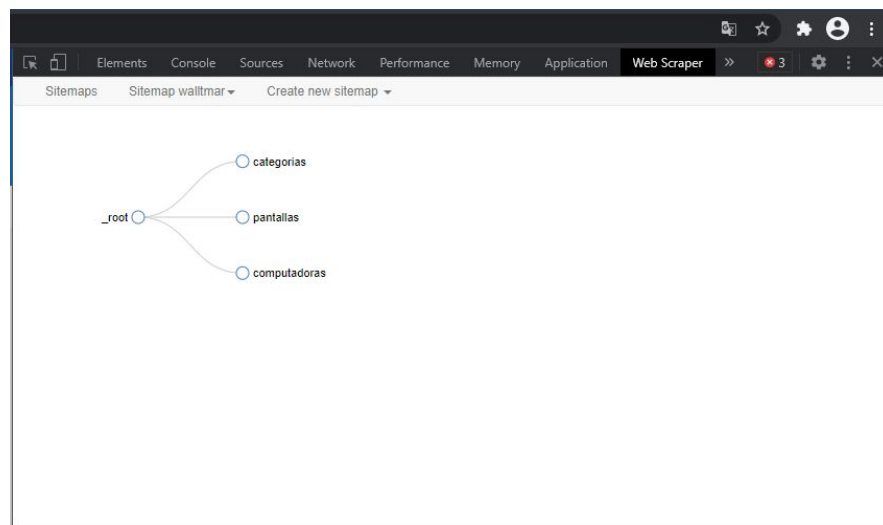 Elements Console Sources Network Performance Memory Application Web Scraper » 3
Sitemaps Sitemap walltmar Create new sitemap
categorias
_root pantallas
computadoras